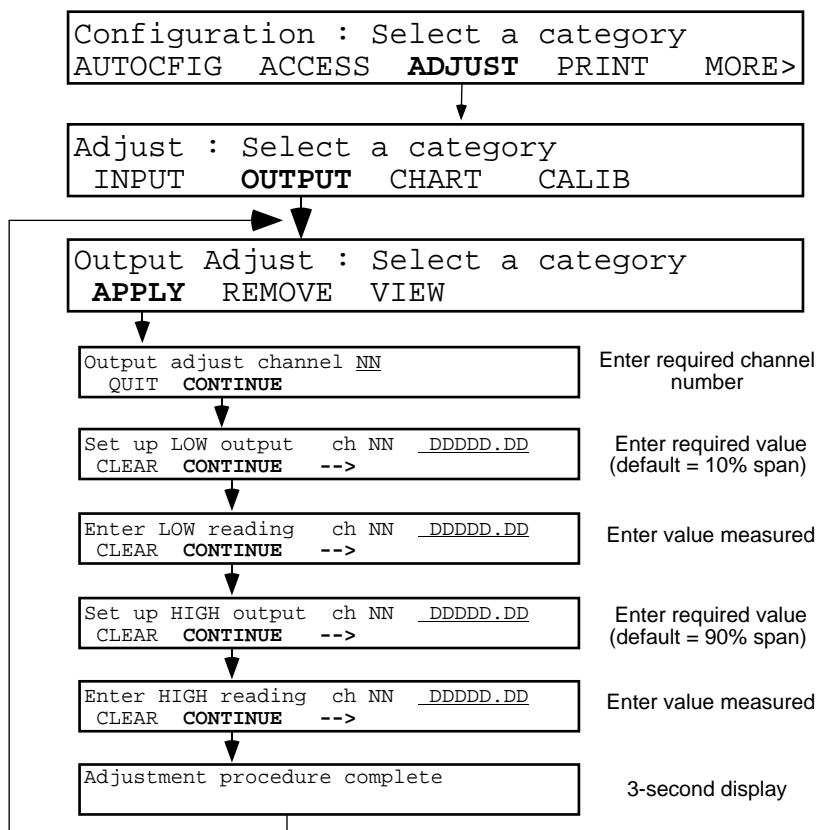 Configuration : Select a category
AUTOCFIG ACCESS ADJUST PRINT MORE>
Adjust : Select a category
INPUT OUTPUT CHART CALIB
Output Adjust : Select a category
APPLY REMOVE VIEW
Output adjust channel NN
QUIT CONTINUE
Enter required channel
number
Set up LOW output ch NN _DDDDD.DD
CLEAR CONTINUE -->
Enter required value
(default = 10% span)
Enter LOW reading ch NN _DDDDD.DD
CLEAR CONTINUE -->
Enter value measured
Set up HIGH output ch NN _DDDDD.DD
CLEAR CONTINUE -->
Enter required value
(default = 90% span)
Enter HIGH reading ch NN _DDDDD.DD
CLEAR CONTINUE -->
Enter value measured
Adjustment procedure complete
3-second display